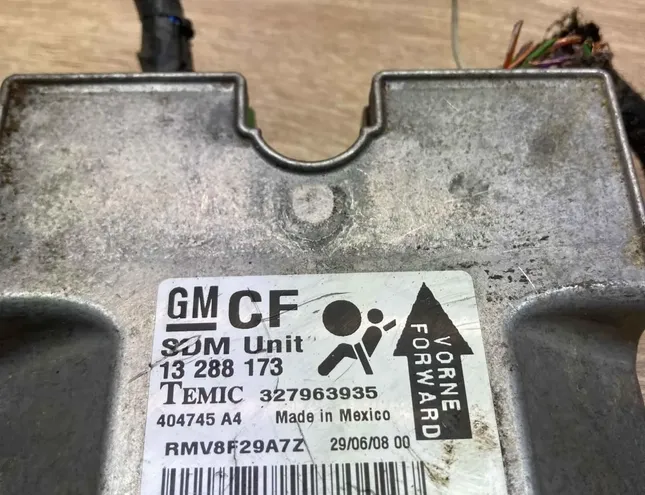 GM CF
SDM Unit
13 288 173
TEMIC 327963935
404745 A4 Made in Mexico
RMV8F29A7Z 29/06/08 00
VORNE
FORWARD